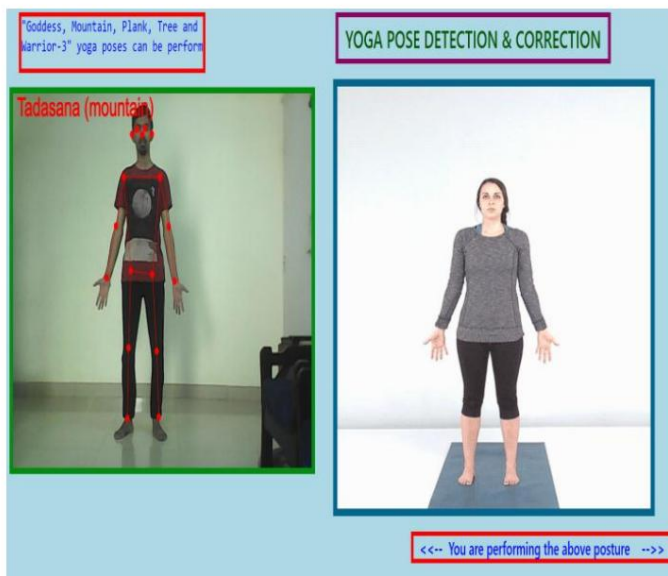 "Goddess, Mountain, Plank, Tree and
Warrior-3" yoga poses can be perform
YOGA POSE DETECTION & CORRECTION
Tadasana (mountain)
<<-- You are performing the above posture -->>